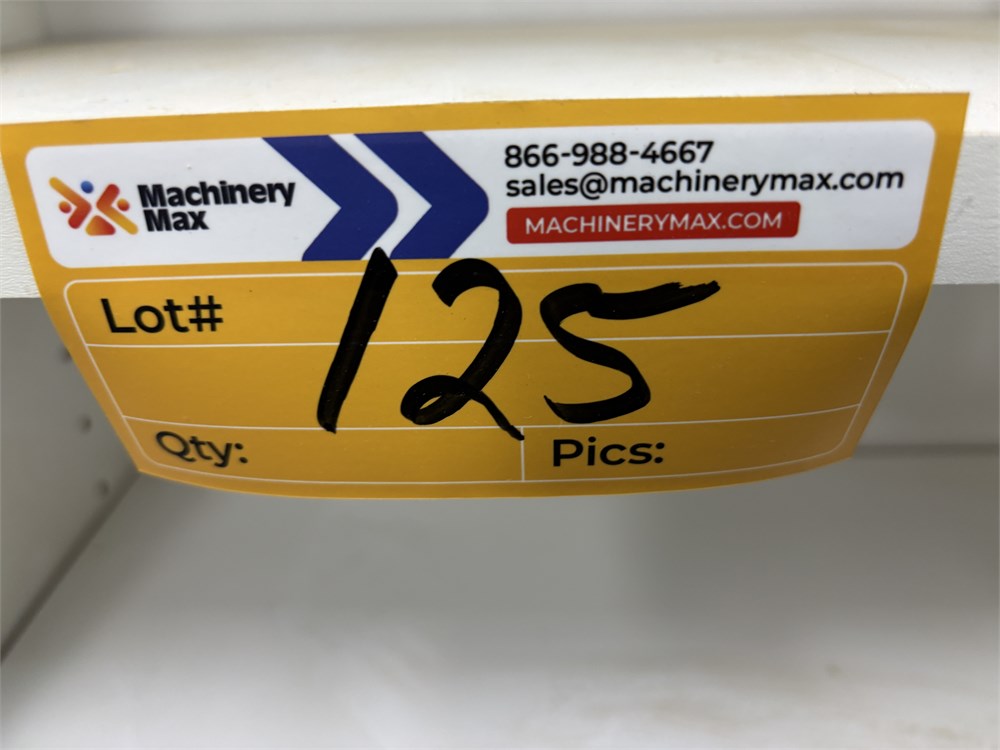 Machinery
Max
866-988-4667
sales@machinerymax.com
MACHINERYMAX.COM
Lot# 125
Qty:
Pics: